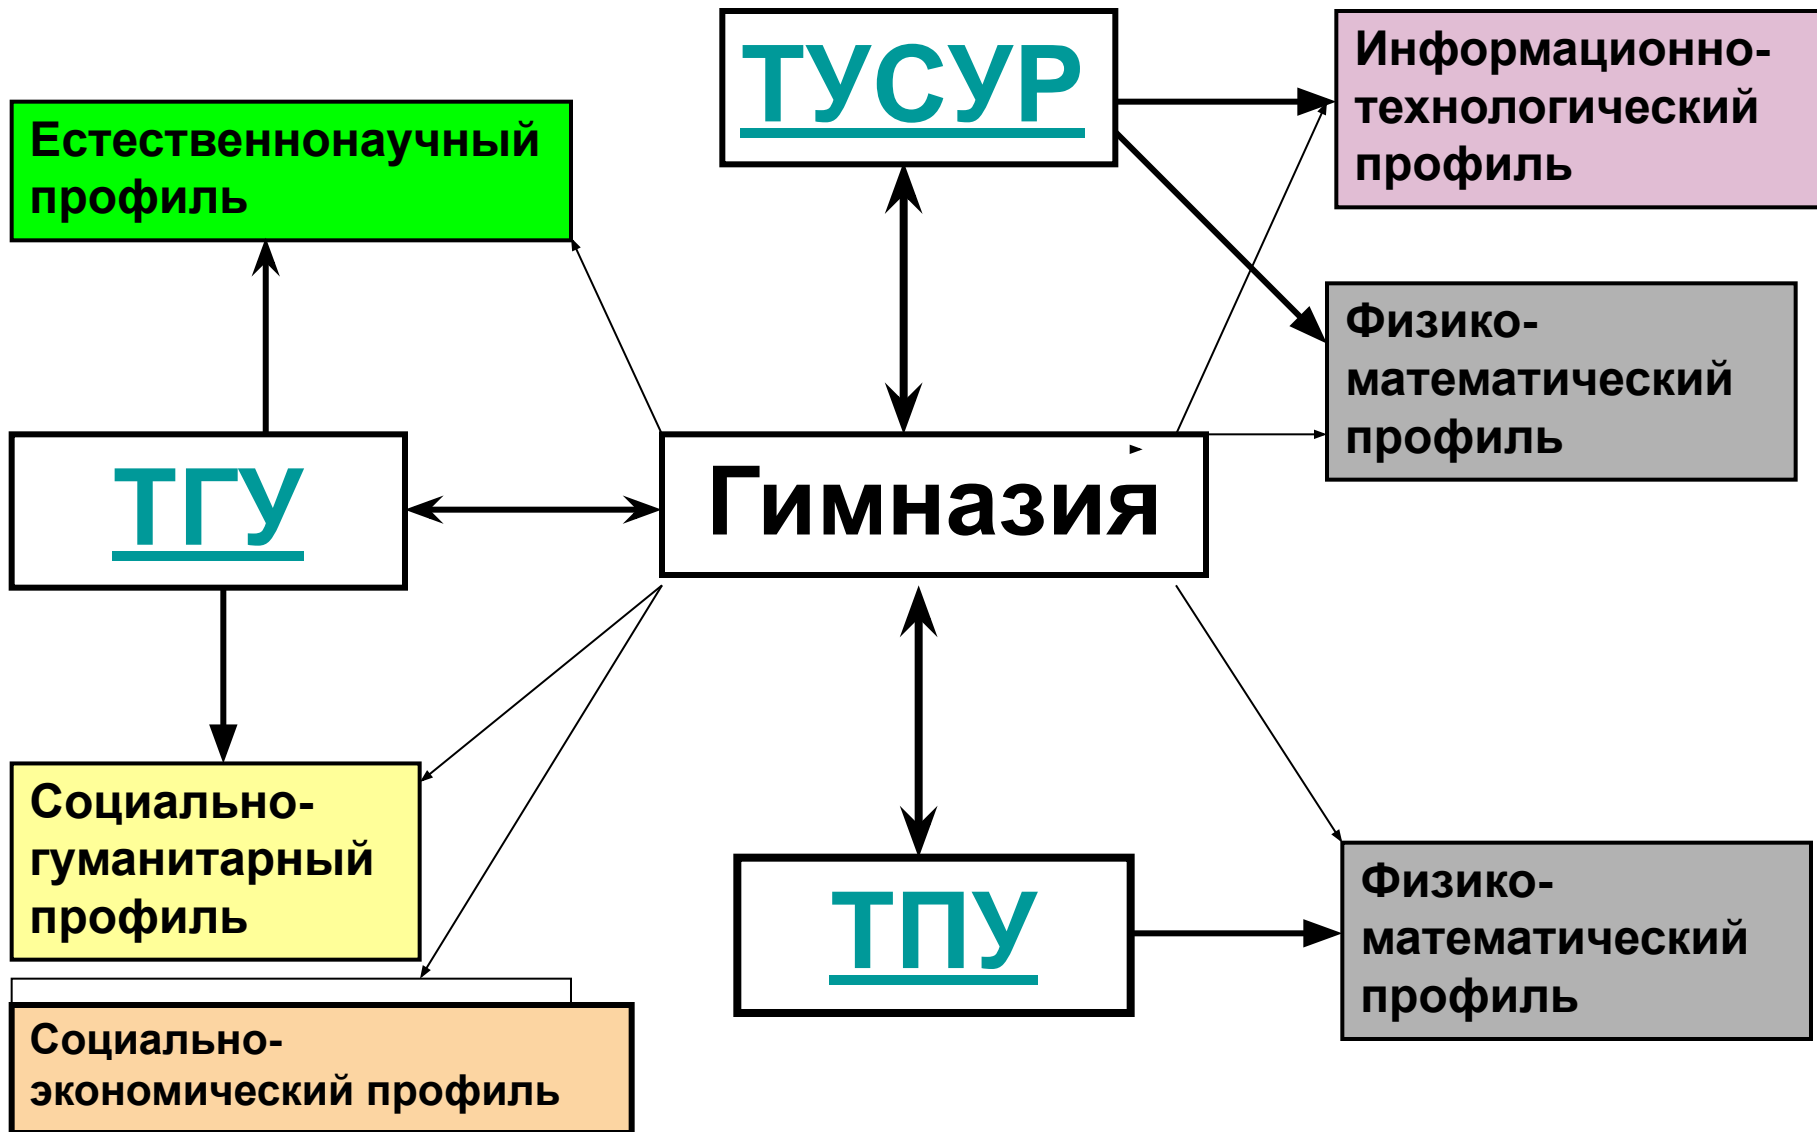 ТУСУР
Информационно-
технологический
профиль
Естественнонаучный
профиль
Физико-
математический
профиль
ТГУ
Гимназия
Социально-
гуманитарный
профиль
ТПУ
Физико-
математический
профиль
Социально-
экономический профиль